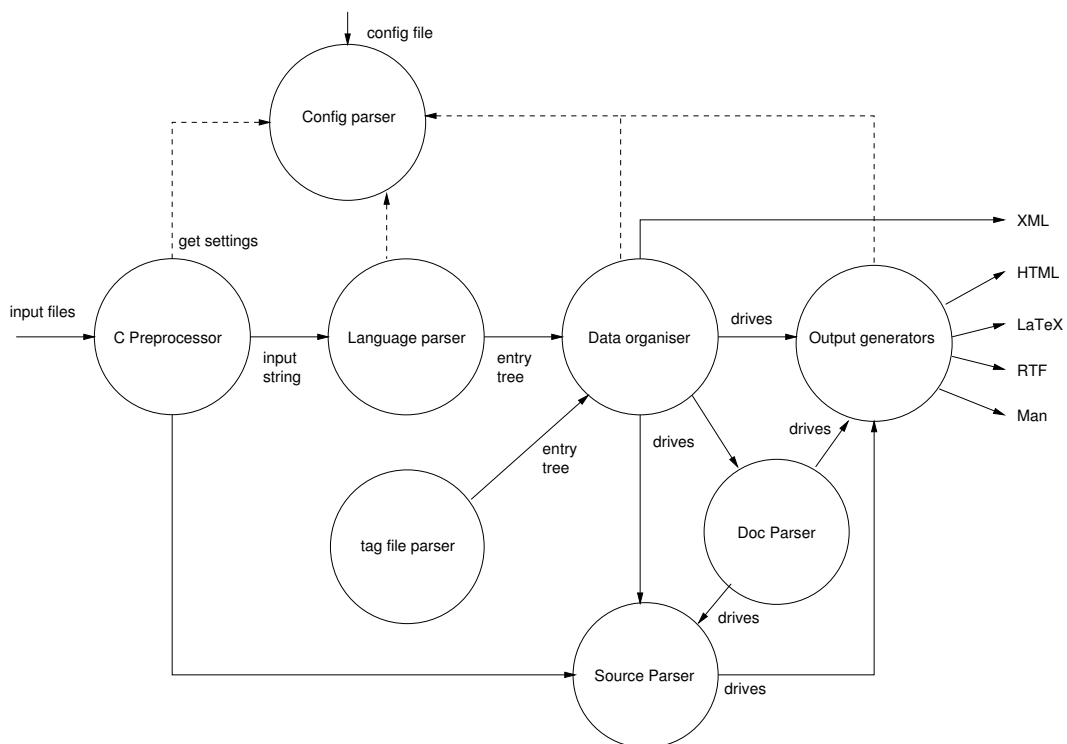 config file
Config parser
get settings
XML
HTML
input files
C Preprocessor
input
string
Language parser
entry
tree
Data organiser
drives
Output generators
LaTeX
RTF
Man
drives
drives
entry
tree
tag file parser
Doc Parser
drives
Source Parser
drives